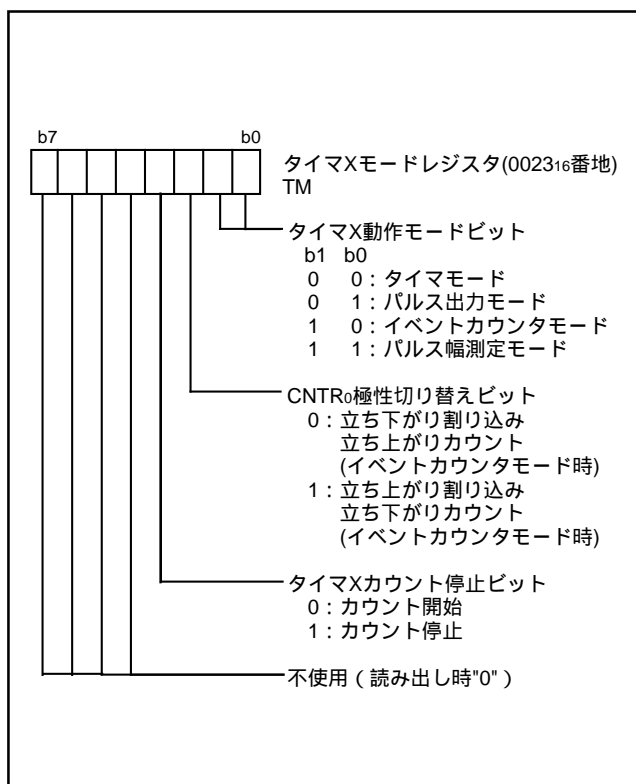 b7 b0
タイマXモードレジスタ(002316番地)
TM
タイマX動作モードビット
b1 b0
0 0：タイマモード
0 1：パルス出力モード
1 0：イベントカウンタモード
1 1：パルス幅測定モード
CNTR0極性切り替えビット
0：立ち下がり割り込み
立ち上がりカウント
(イベントカウンタモード時)
1：立ち上がり割り込み
立ち下がりカウント
(イベントカウンタモード時)
タイマXカウント停止ビット
0：カウント開始
1：カウント停止
不使用（読み出し時"0"）